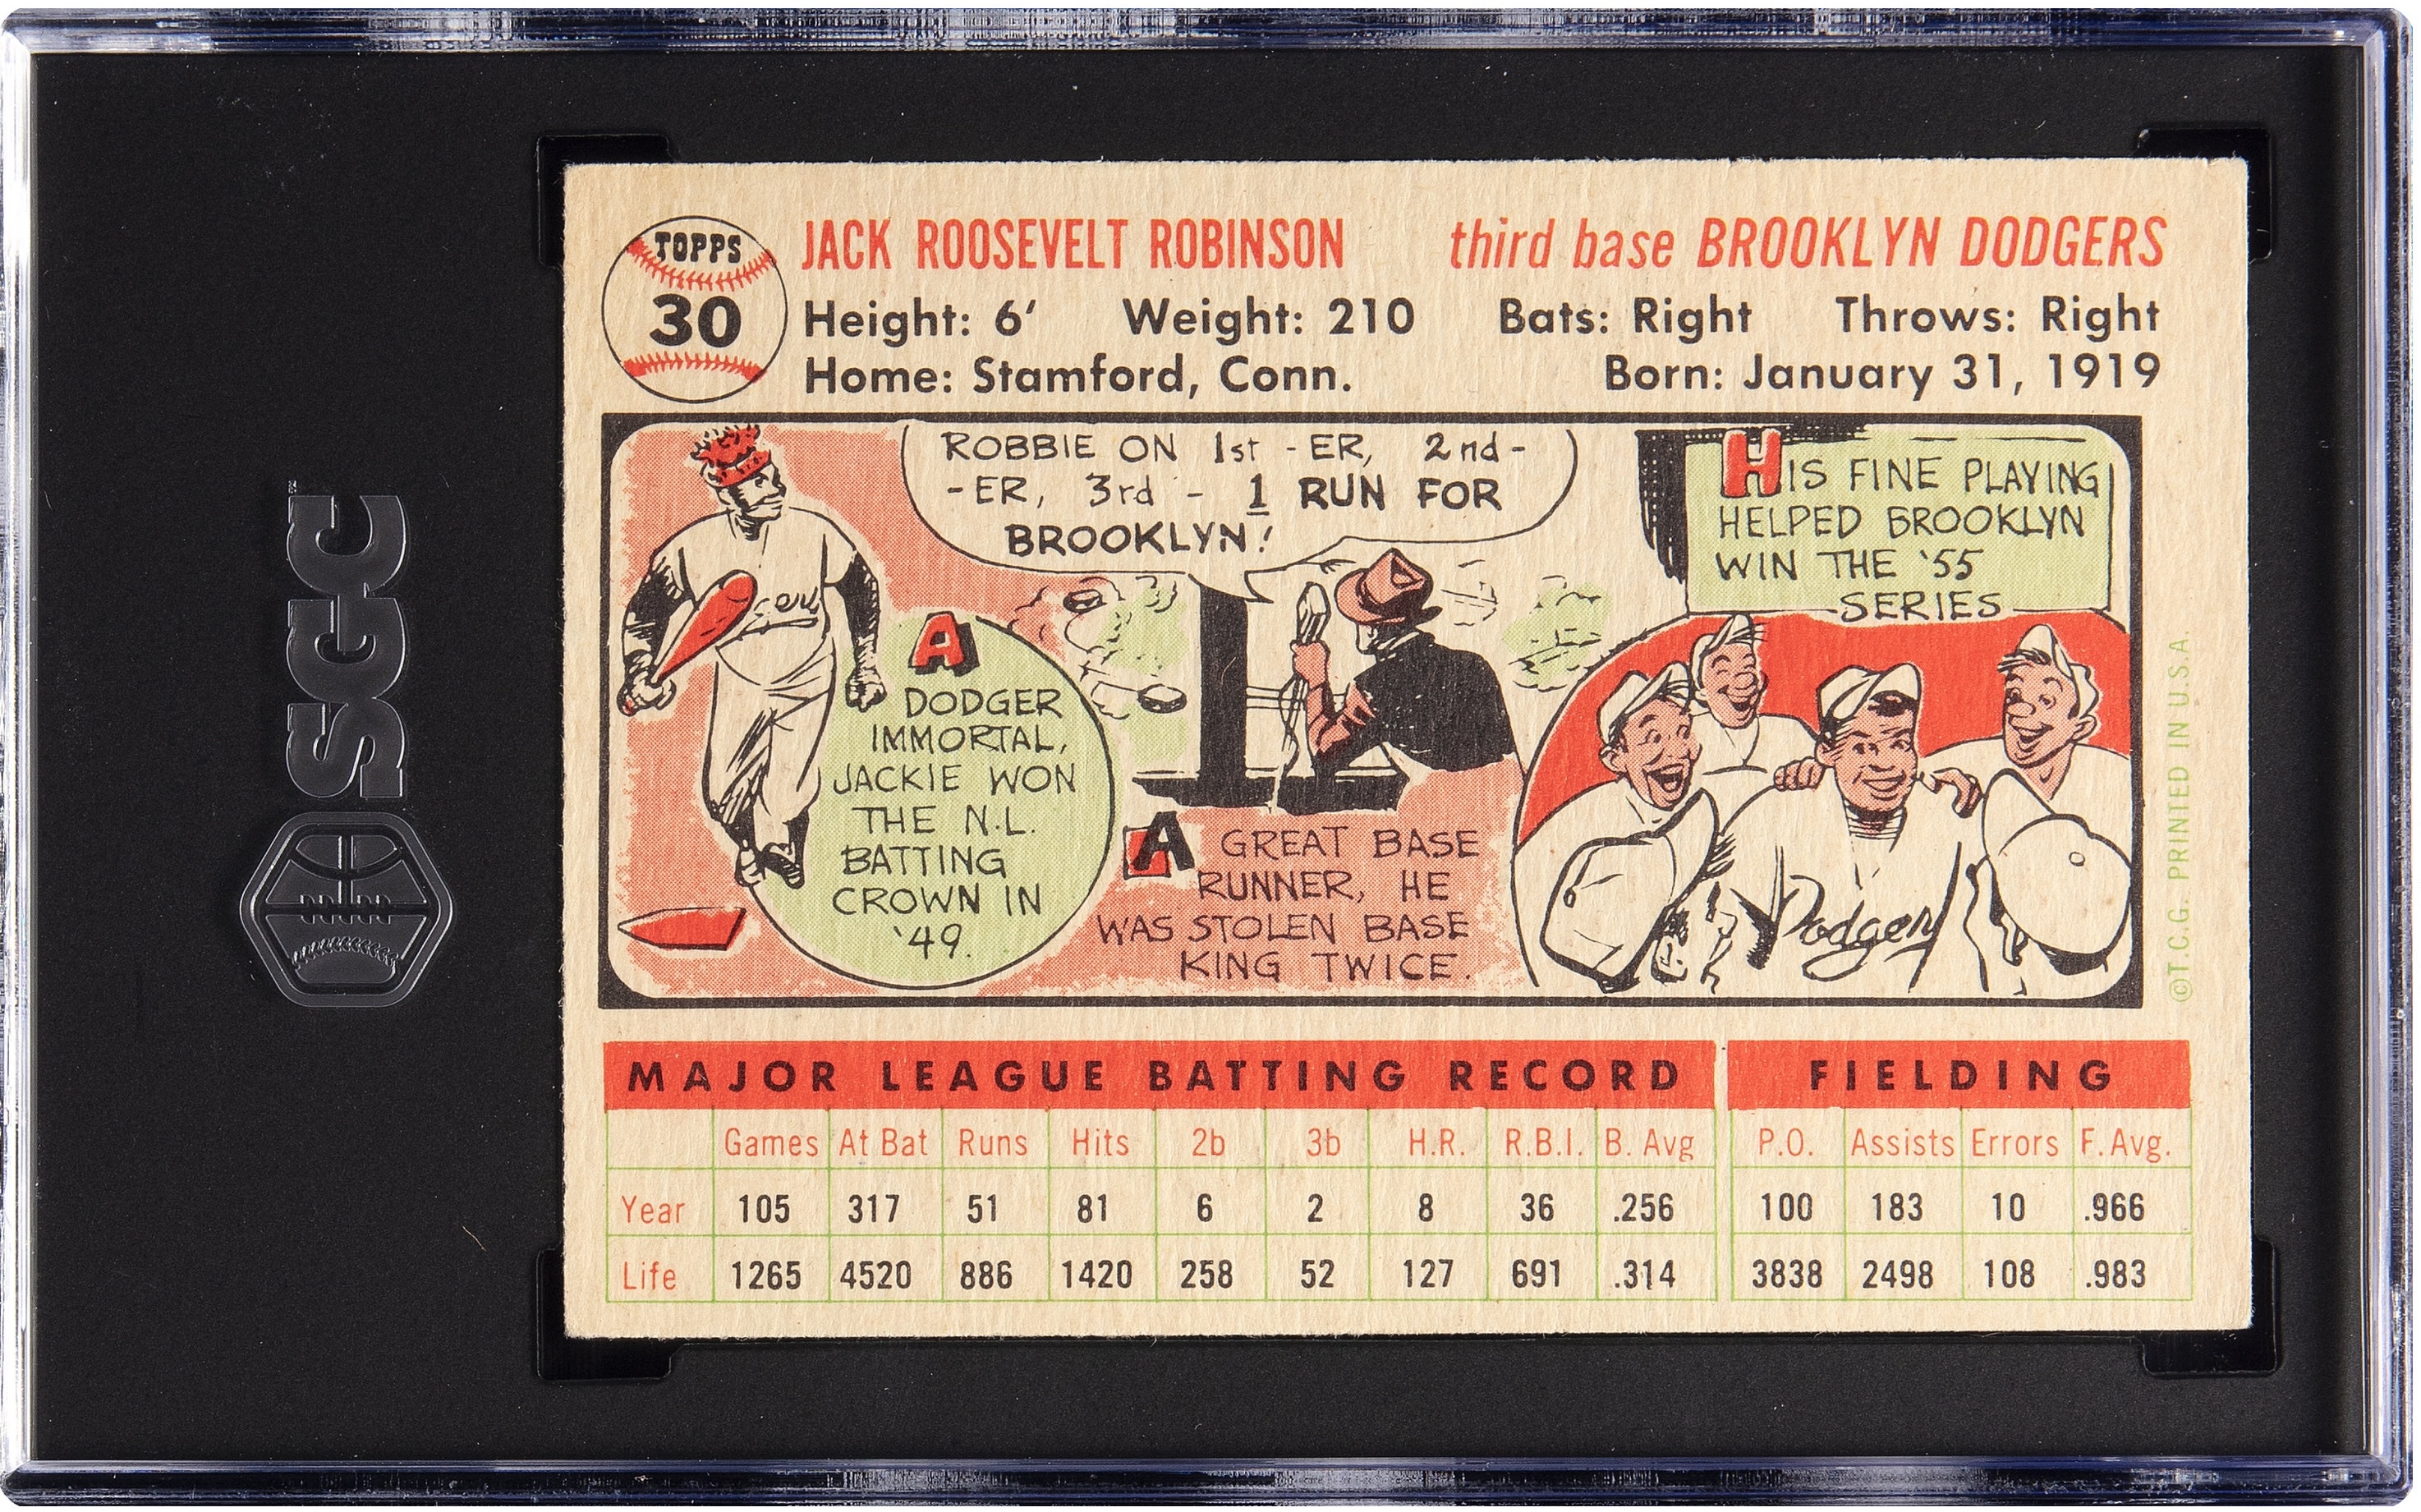 SGC
TOPPS
30
JACK ROOSEVELT ROBINSON third base BROOKLYN DODGERS
Height: 6' Weight: 210 Bats: Right Throws: Right
Home: Stamford, Conn. Born: January 31, 1919
A
DODGER
IMMORTAL,
JACKIE WON
THE N.L.
BATTING
CROWN IN
'49.
ROBBIE ON 1st -ER, 2nd-
-ER, 3rd - 1 RUN FOR
BROOKLYN!
A GREAT BASE
RUNNER, HE
WAS STOLEN BASE
KING TWICE.
HIS FINE PLAYING
HELPED BROOKLYN
WIN THE '55
SERIES
Dodgers
©T.C.G. PRINTED IN U.S.A.
MAJOR LEAGUE BATTING RECORD FIELDING
Games At Bat Runs Hits 2b 3b H.R. R.B.I. B. Avg P.O. Assists Errors F. Avg.
Year 105 317 51 81 6 2 8 36 .256 100 183 10 .966
Life 1265 4520 886 1420 258 52 127 691 .314 3838 2498 108 .983